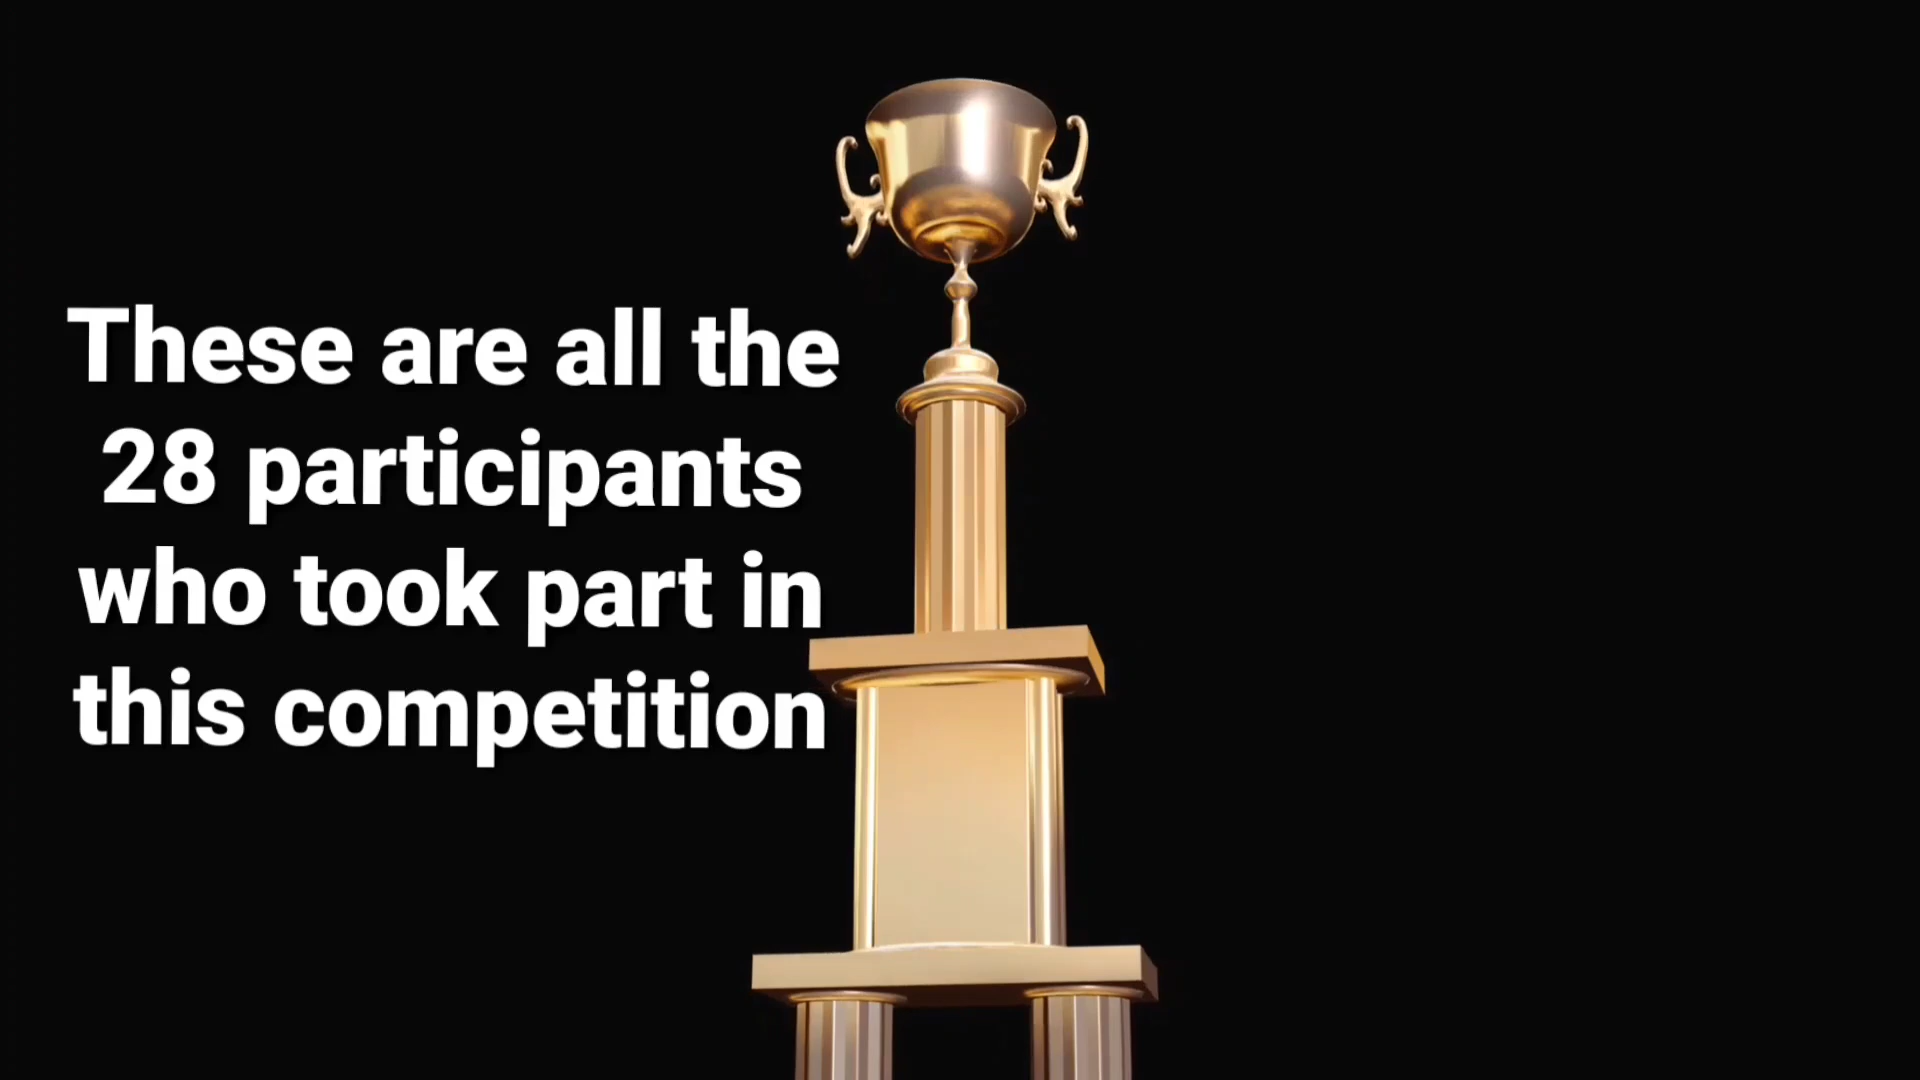 These are all the
28 participants
who took part in
this competition